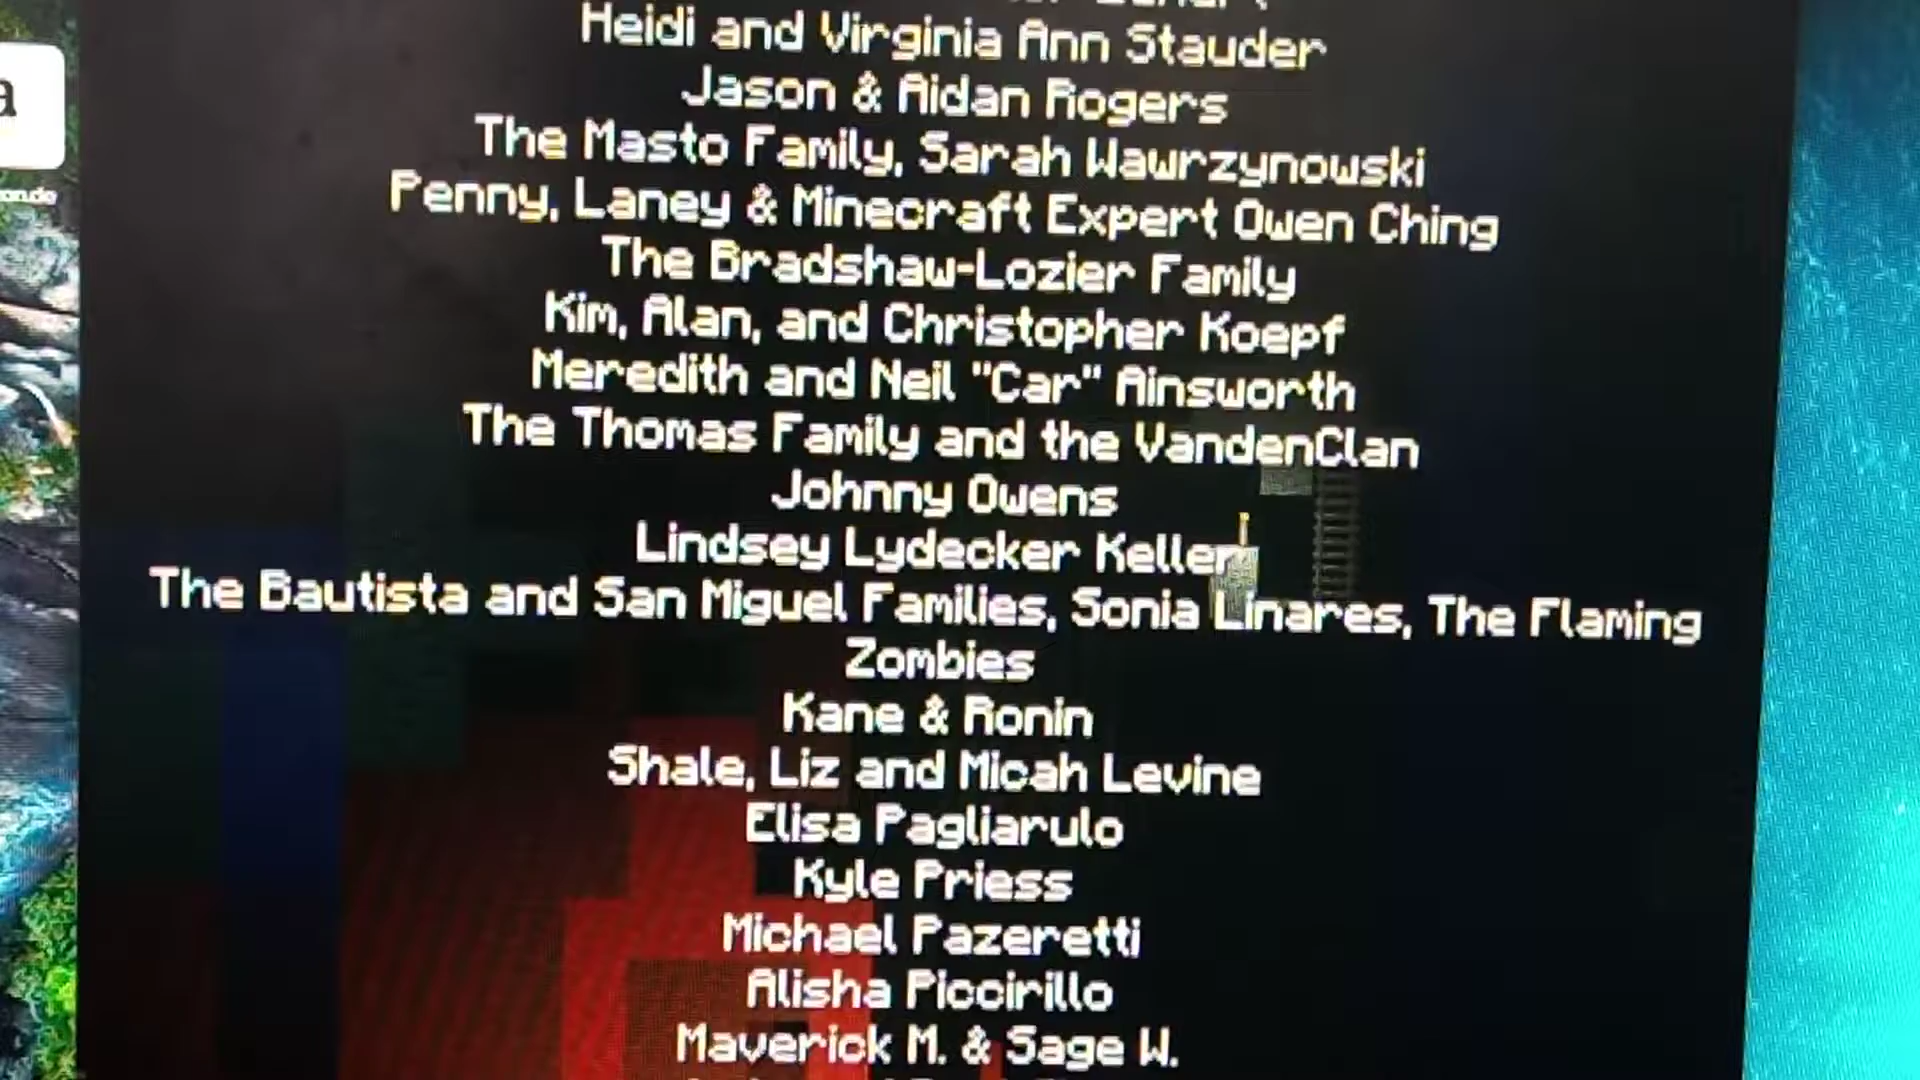 Heidi and Virginia Ann Stauder
a
Jason & Aidan Rogers
The Masto Family, Sarah Wawrzynowski
Penny, Laney & Minecraft Expert Owen Ching
The Bradshaw-Lozier Family
Kim, Alan, and Christopher Koepf
Meredith and Neil "Car" Ainsworth
The Thomas Family and the VandenClan
Johnny Owens
Lindsey Lydecker Keller
The Bautista and San Miguel Families, Sonia Linares, The Flaming
Zombies
Kane & Ronin
Shale, Liz and Micah Levine
Elisa Pagliarulo
Kyle Priess
Michael Pazeretti
Alisha Piccirillo
Maverick M. & Sage W.